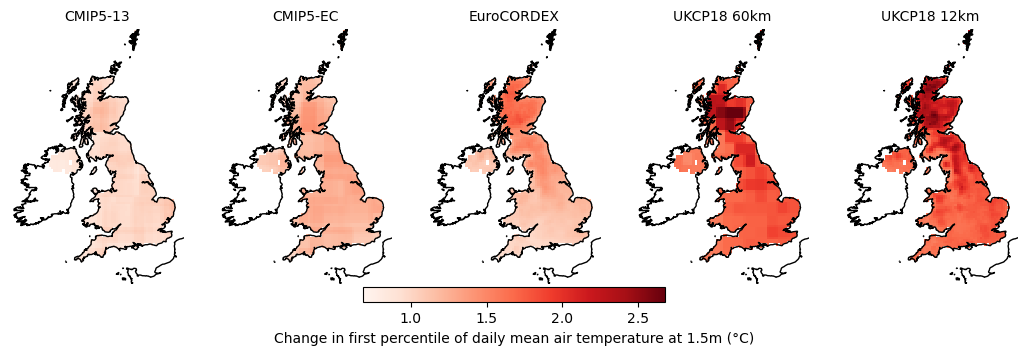 CMIP5-13 CMIP5-EC EuroCORDEX UKCP18 60km UKCP18 12km
1.0 1.5 2.0 2.5
Change in first percentile of daily mean air temperature at 1.5m (°C)